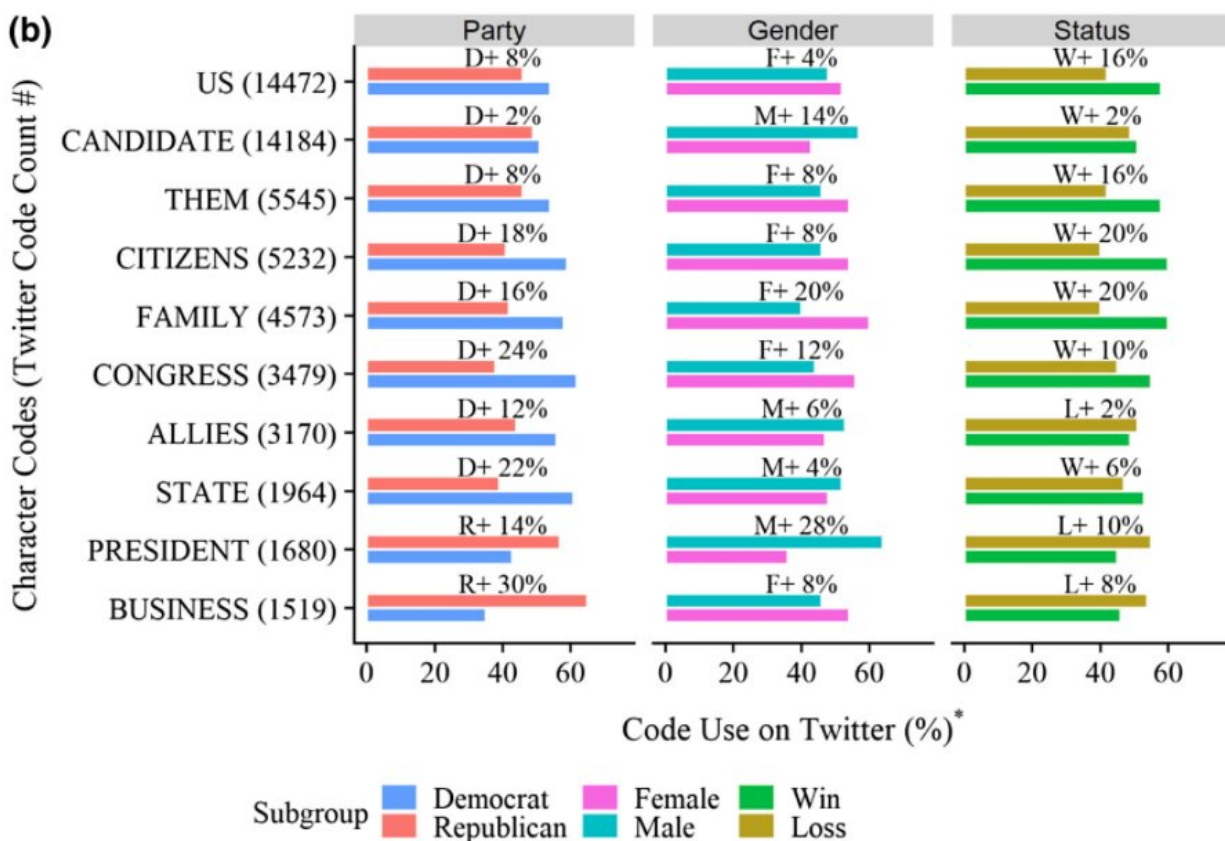 (b)
Party Gender Status
Character Codes (Twitter Code Count #)
D+ 8% F+ 4% W+ 16%
US (14472)
D+ 2% M+ 14% W+ 2%
CANDIDATE (14184)
D+ 8% F+ 8% W+ 16%
THEM (5545)
D+ 18% F+ 8% W+ 20%
CITIZENS (5232)
D+ 16% F+ 20% W+ 20%
FAMILY (4573)
D+ 24% F+ 12% W+ 10%
CONGRESS (3479)
D+ 12% M+ 6% L+ 2%
ALLIES (3170)
D+ 22% M+ 4% W+ 6%
STATE (1964)
R+ 14% M+ 28% L+ 10%
PRESIDENT (1680)
R+ 30% F+ 8% L+ 8%
BUSINESS (1519)
0 20 40 60 0 20 40 60 0 20 40 60
Code Use on Twitter (%)*
Subgroup
Democrat Female Win
Republican Male Loss